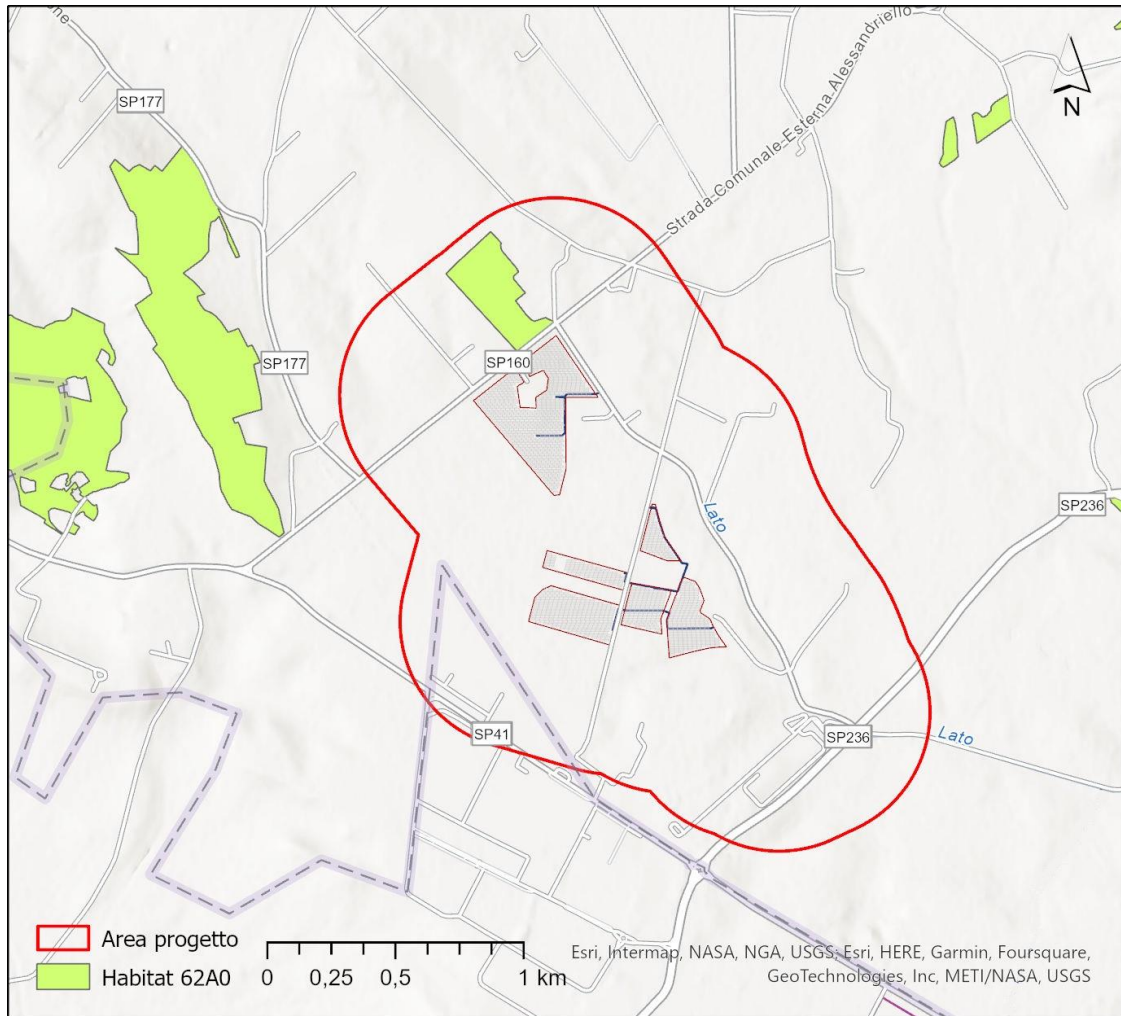 SP177
Strada Comunale Esterna Alessandriello
N
SP177
SP160
SP236
Lato
SP41
SP236
Lato
Area progetto
Habitat 62A0
0 0,25 0,5 1 km
Esri, Intermap, NASA, NGA, USGS; Esri, HERE, Garmin, Foursquare,
GeoTechnologies, Inc, METI/NASA, USGS